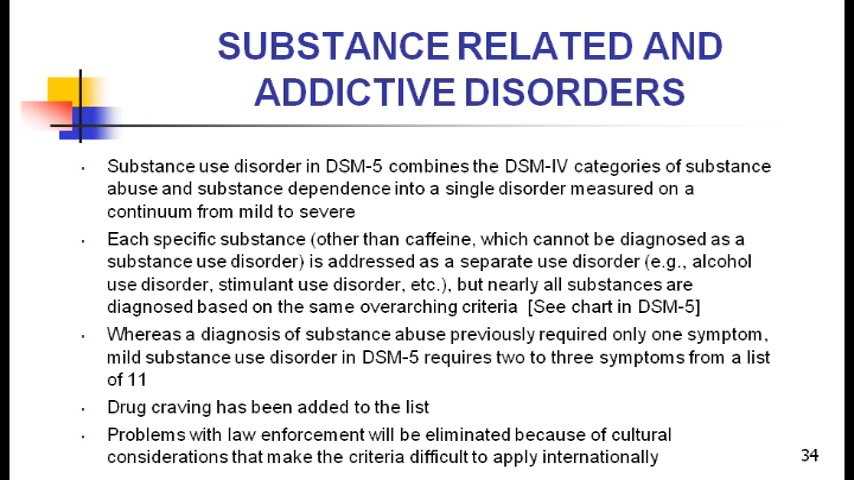 SUBSTANCE RELATED AND
ADDICTIVE DISORDERS
• Substance use disorder in DSM-5 combines the DSM-IV categories of substance
abuse and substance dependence into a single disorder measured on a
continuum from mild to severe
• Each specific substance (other than caffeine, which cannot be diagnosed as a
substance use disorder) is addressed as a separate use disorder (e.g., alcohol
use disorder, stimulant use disorder, etc.), but nearly all substances are
diagnosed based on the same overarching criteria [See chart in DSM-5]
• Whereas a diagnosis of substance abuse previously required only one symptom,
mild substance use disorder in DSM-5 requires two to three symptoms from a list
of 11
• Drug craving has been added to the list
• Problems with law enforcement will be eliminated because of cultural
considerations that make the criteria difficult to apply internationally
34